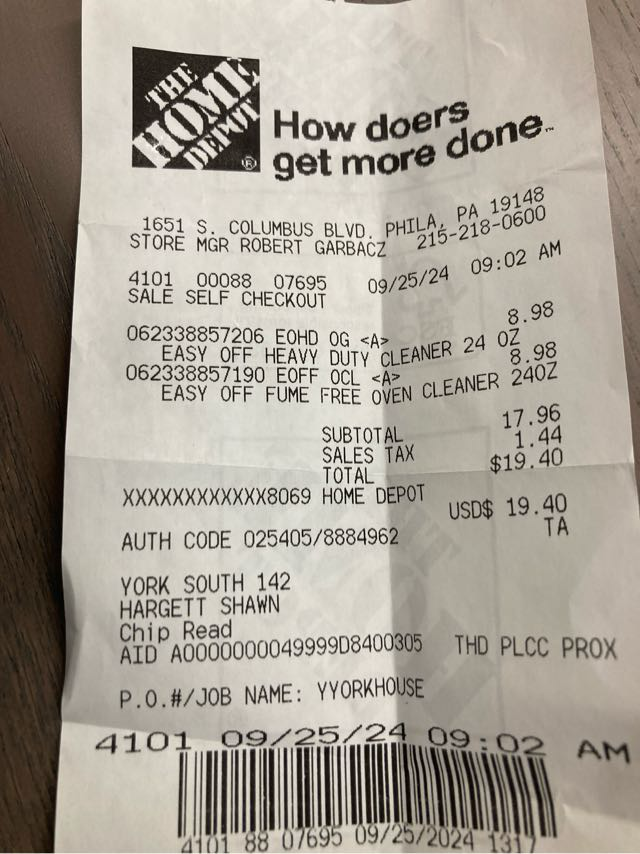 THE
HOME
DEPOT
®
How doers
get more done™
1651 S. COLUMBUS BLVD. PHILA, PA 19148
STORE MGR ROBERT GARBACZ 215-218-0600
4101 00088 07695 09/25/24 09:02 AM
SALE SELF CHECKOUT
062338857206 EOHD OG <A> 8.98
EASY OFF HEAVY DUTY CLEANER 24 OZ
062338857190 EOFF OCL <A> 8.98
EASY OFF FUME FREE OVEN CLEANER 24OZ
SUBTOTAL 17.96
SALES TAX 1.44
TOTAL $19.40
XXXXXXXXXXXX8069 HOME DEPOT
USD$ 19.40
AUTH CODE 025405/8884962 TA
YORK SOUTH 142
HARGETT SHAWN
Chip Read
AID A0000000049999D8400305 THD PLCC PROX
P.O.#/JOB NAME: YYORKHOUSE
4101 09/25/24 09:02 AM
4101 88 07695 09/25/2024 1317